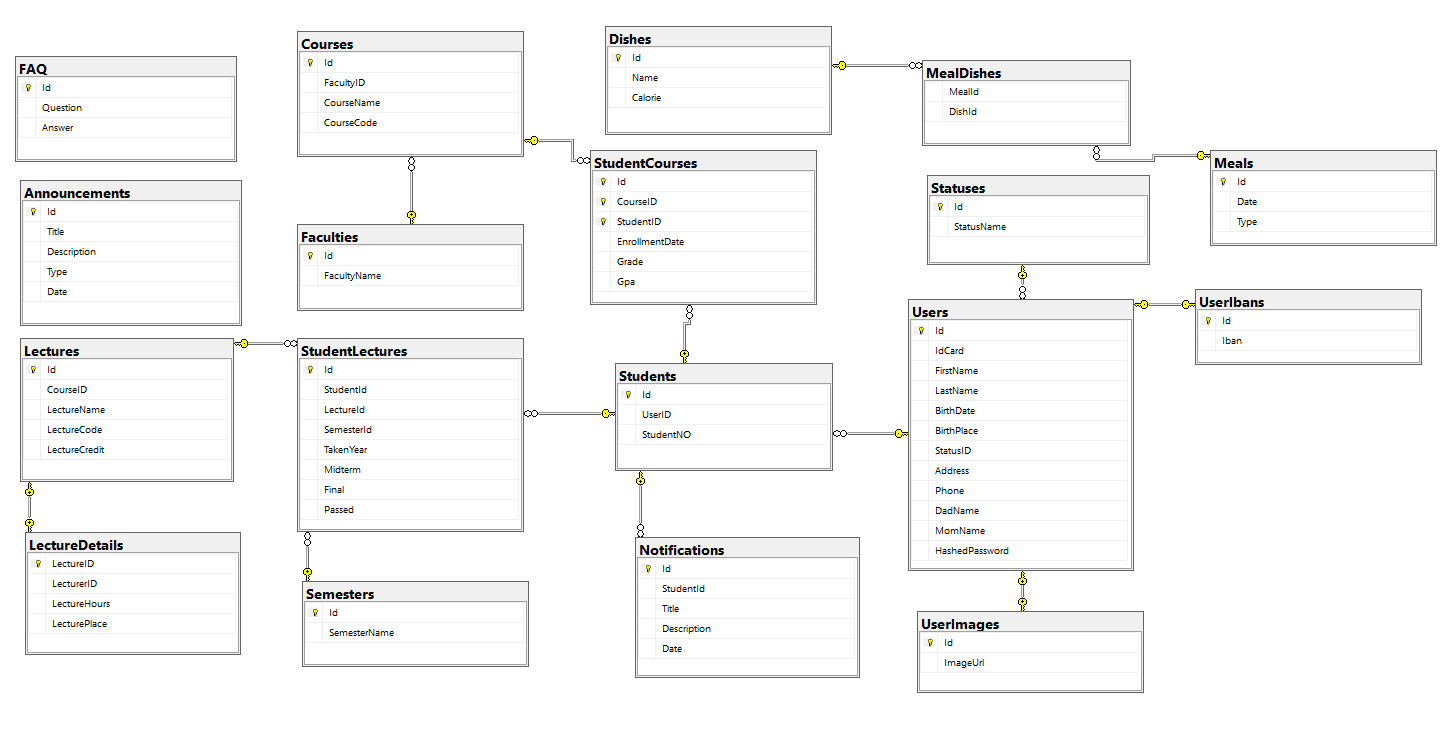 FAQ
Id
Question
Answer
Announcements
Id
Title
Description
Type
Date
Lectures
Id
CourseID
LectureName
LectureCode
LectureCredit
LectureDetails
LectureID
LecturerID
LectureHours
LecturePlace
Courses
Id
FacultyID
CourseName
CourseCode
Faculties
Id
FacultyName
StudentLectures
Id
StudentId
LectureId
SemesterId
TakenYear
Midterm
Final
Passed
Semesters
Id
SemesterName
Dishes
Id
Name
Calorie
StudentCourses
Id
CourseID
StudentID
EnrollmentDate
Grade
Gpa
Students
Id
UserID
StudentNO
Notifications
Id
StudentId
Title
Description
Date
MealDishes
MealId
DishId
Statuses
Id
StatusName
Users
Id
IdCard
FirstName
LastName
BirthDate
BirthPlace
StatusID
Address
Phone
DadName
MomName
HashedPassword
UserImages
Id
ImageUrl
Meals
Id
Date
Type
UserIbans
Id
Iban